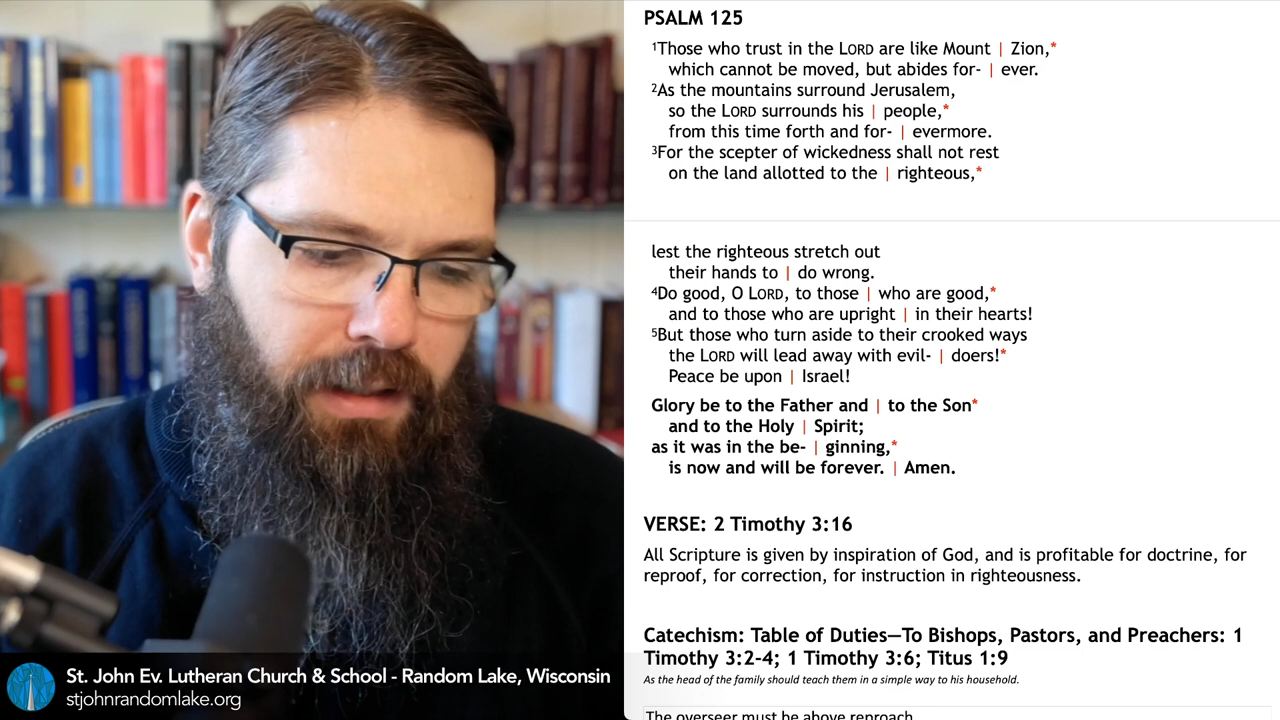 PSALM 125
1Those who trust in the LORD are like Mount | Zion,*
which cannot be moved, but abides for- | ever.
2As the mountains surround Jerusalem,
so the LORD surrounds his | people,*
from this time forth and for- | evermore.
3For the scepter of wickedness shall not rest
on the land allotted to the | righteous,*
lest the righteous stretch out
their hands to | do wrong.
4Do good, O LORD, to those | who are good,*
and to those who are upright | in their hearts!
5But those who turn aside to their crooked ways
the LORD will lead away with evil- | doers!*
Peace be upon | Israel!
Glory be to the Father and | to the Son*
and to the Holy | Spirit;
as it was in the be- | ginning,*
is now and will be forever. | Amen.
VERSE: 2 Timothy 3:16
All Scripture is given by inspiration of God, and is profitable for doctrine, for
reproof, for correction, for instruction in righteousness.
Catechism: Table of Duties—To Bishops, Pastors, and Preachers: 1
Timothy 3:2-4; 1 Timothy 3:6; Titus 1:9
As the head of the family should teach them in a simple way to his household.
The overseer must be above reproach
St. John Ev. Lutheran Church & School - Random Lake, Wisconsin
stjohnrandomlake.org